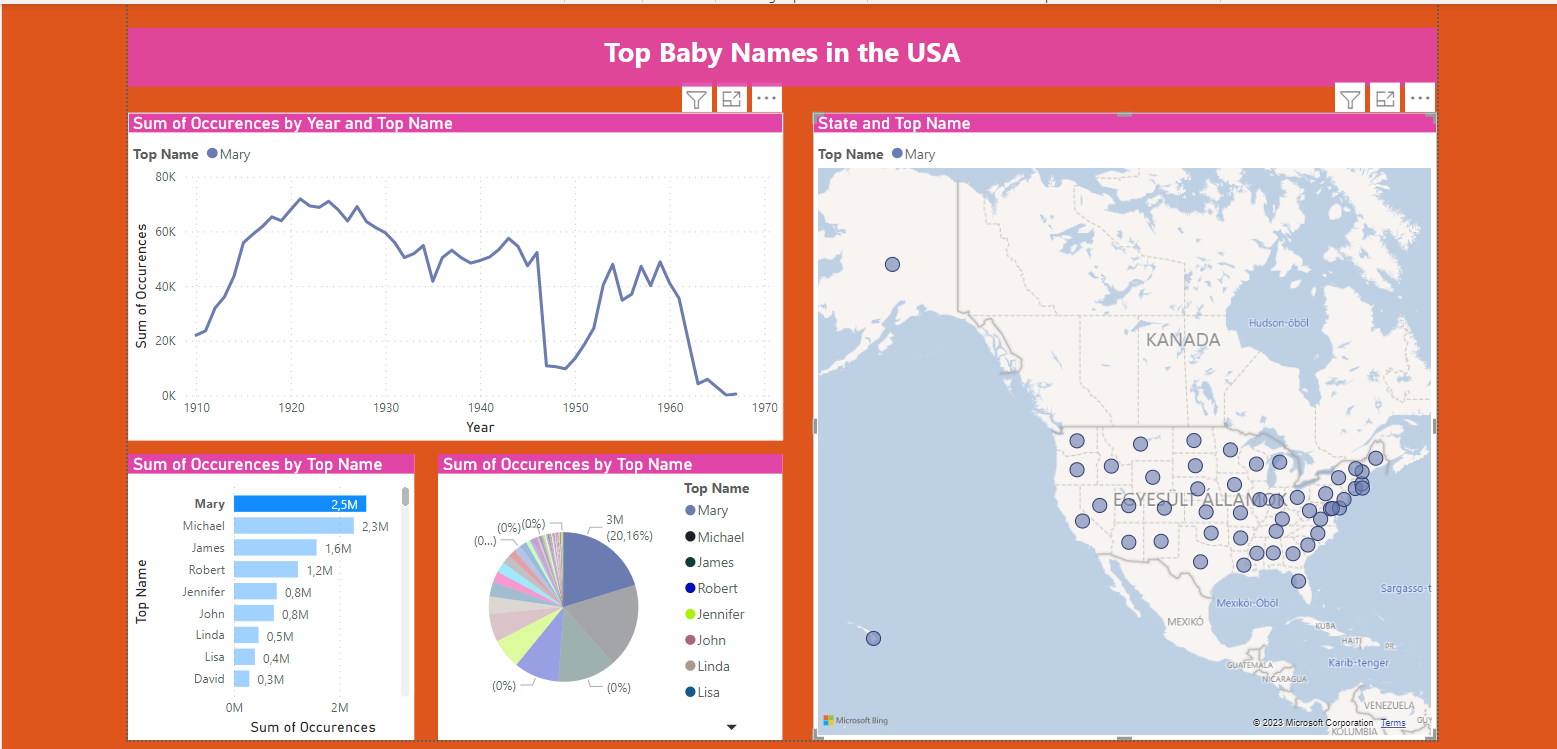 Top Baby Names in the USA
Sum of Occurences by Year and Top Name
Top Name Mary
80K
60K
40K
20K
0K
Sum of Occurences
1910 1920 1930 1940 1950 1960 1970
Year
Sum of Occurences by Top Name
Top Name
Mary 2,5M
Michael 2,3M
James 1,6M
Robert 1,2M
Jennifer 0,8M
John 0,8M
Linda 0,5M
Lisa 0,4M
David 0,3M
0M 2M
Sum of Occurences
Sum of Occurences by Top Name
3M
(20,16%)
(0%)
(0%)
(0...)
(0%)
(0%)
Top Name
Mary
Michael
James
Robert
Jennifer
John
Linda
Lisa
State and Top Name
Top Name Mary
Hudson-öböl
KANADA
EGYESÜLT ÁLLAMOK
Sargasso-t
Mexikói-Öböl
MEXIKÓ
KUBA
HAITI
PR
GUATEMALA
Karib-tenger
NICARAGUA
VENEZUELA
GUY
KOLUMBIA
Microsoft Bing
© 2023 Microsoft Corporation Terms